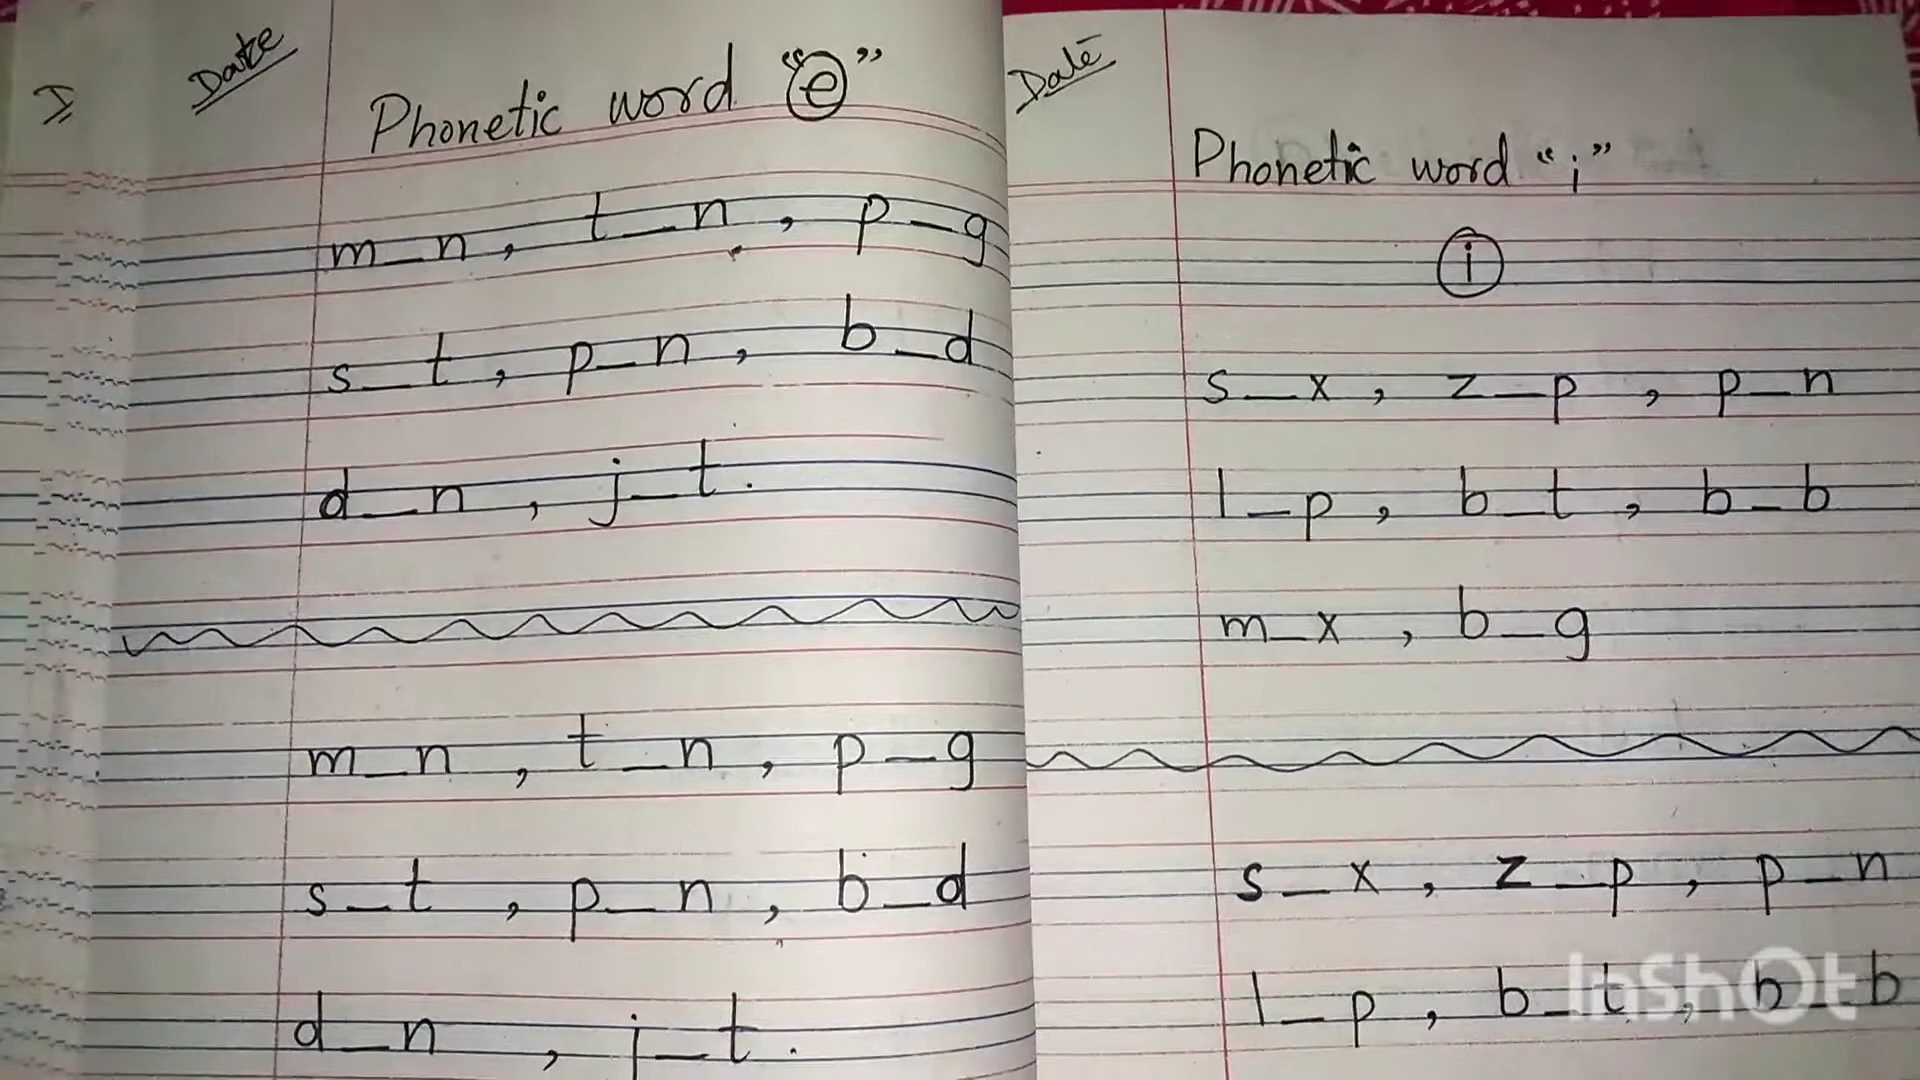 Date
Phonetic word "e"
m_n, t_n, p_g
s_t, p_n, b_d
d_n, j_t.
m_n, t_n, p_g
s_t, p_n, b_d
d_n, j_t.
Date
Phonetic word "i"
i
s_x, z_p, p_n
l_p, b_t, b_b
m_x, b_g
s_x, z_p, p_n
l_p, b_t, b_b
InShOt